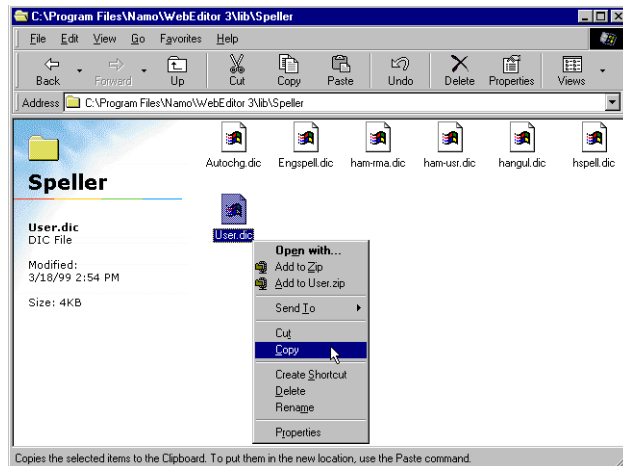 C:\Program Files\Namo\WebEditor 3\lib\Speller
File Edit View Go Favorites Help
Back Forward Up Cut Copy Paste Undo Delete Properties Views
Address C:\Program Files\Namo\WebEditor 3\lib\Speller
Autochg.dic Engspell.dic ham-rma.dic ham-usr.dic hangul.dic hspell.dic
Speller
User.dic
DIC File
Modified:
3/18/99 2:54 PM
Size: 4KB
User.dic
Open with...
Add to Zip
Add to User.zip
Send To
Cut
Copy
Create Shortcut
Delete
Rename
Properties
Copies the selected items to the Clipboard. To put them in the new location, use the Paste command.